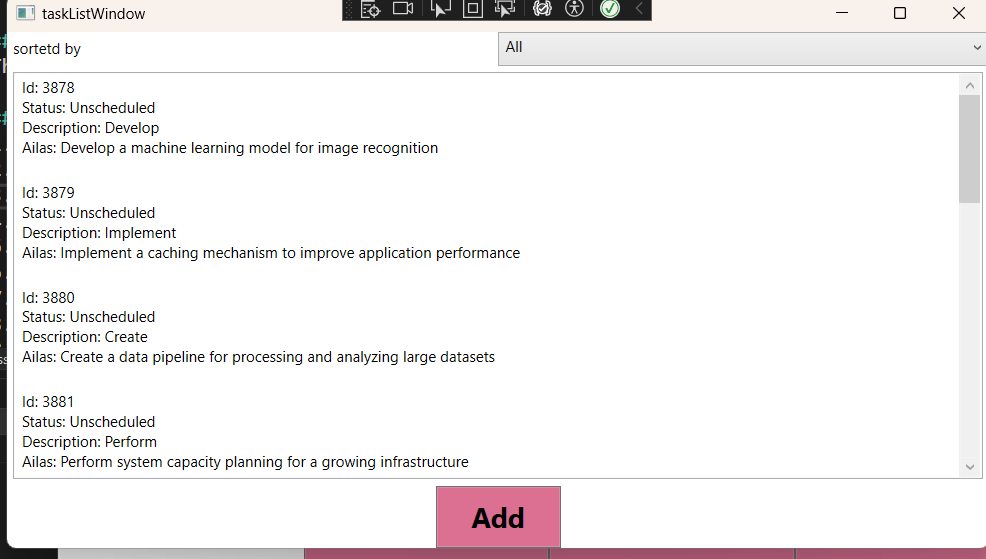 taskListWindow
sortetd by
All
Id: 3878
Status: Unscheduled
Description: Develop
Ailas: Develop a machine learning model for image recognition
Id: 3879
Status: Unscheduled
Description: Implement
Ailas: Implement a caching mechanism to improve application performance
Id: 3880
Status: Unscheduled
Description: Create
Ailas: Create a data pipeline for processing and analyzing large datasets
Id: 3881
Status: Unscheduled
Description: Perform
Ailas: Perform system capacity planning for a growing infrastructure
Add